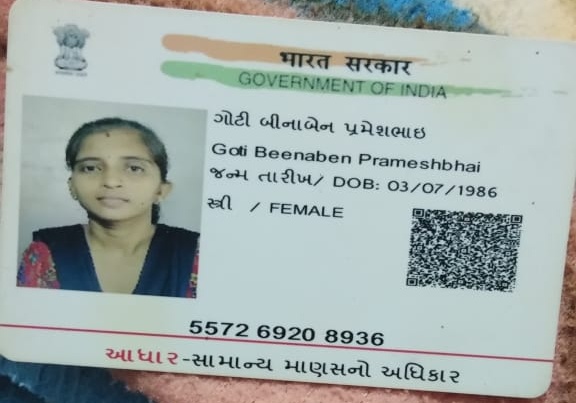 भारत सरकार
GOVERNMENT OF INDIA
ગોટી બીનાબેન પ્રમેશભાઇ
Goti Beenaben Prameshbhai
જન્મ તારીખ/ DOB: 03/07/1986
સ્ત્રી / FEMALE
5572 6920 8936
આધાર-સામાન્ય માણસનો અધિકાર